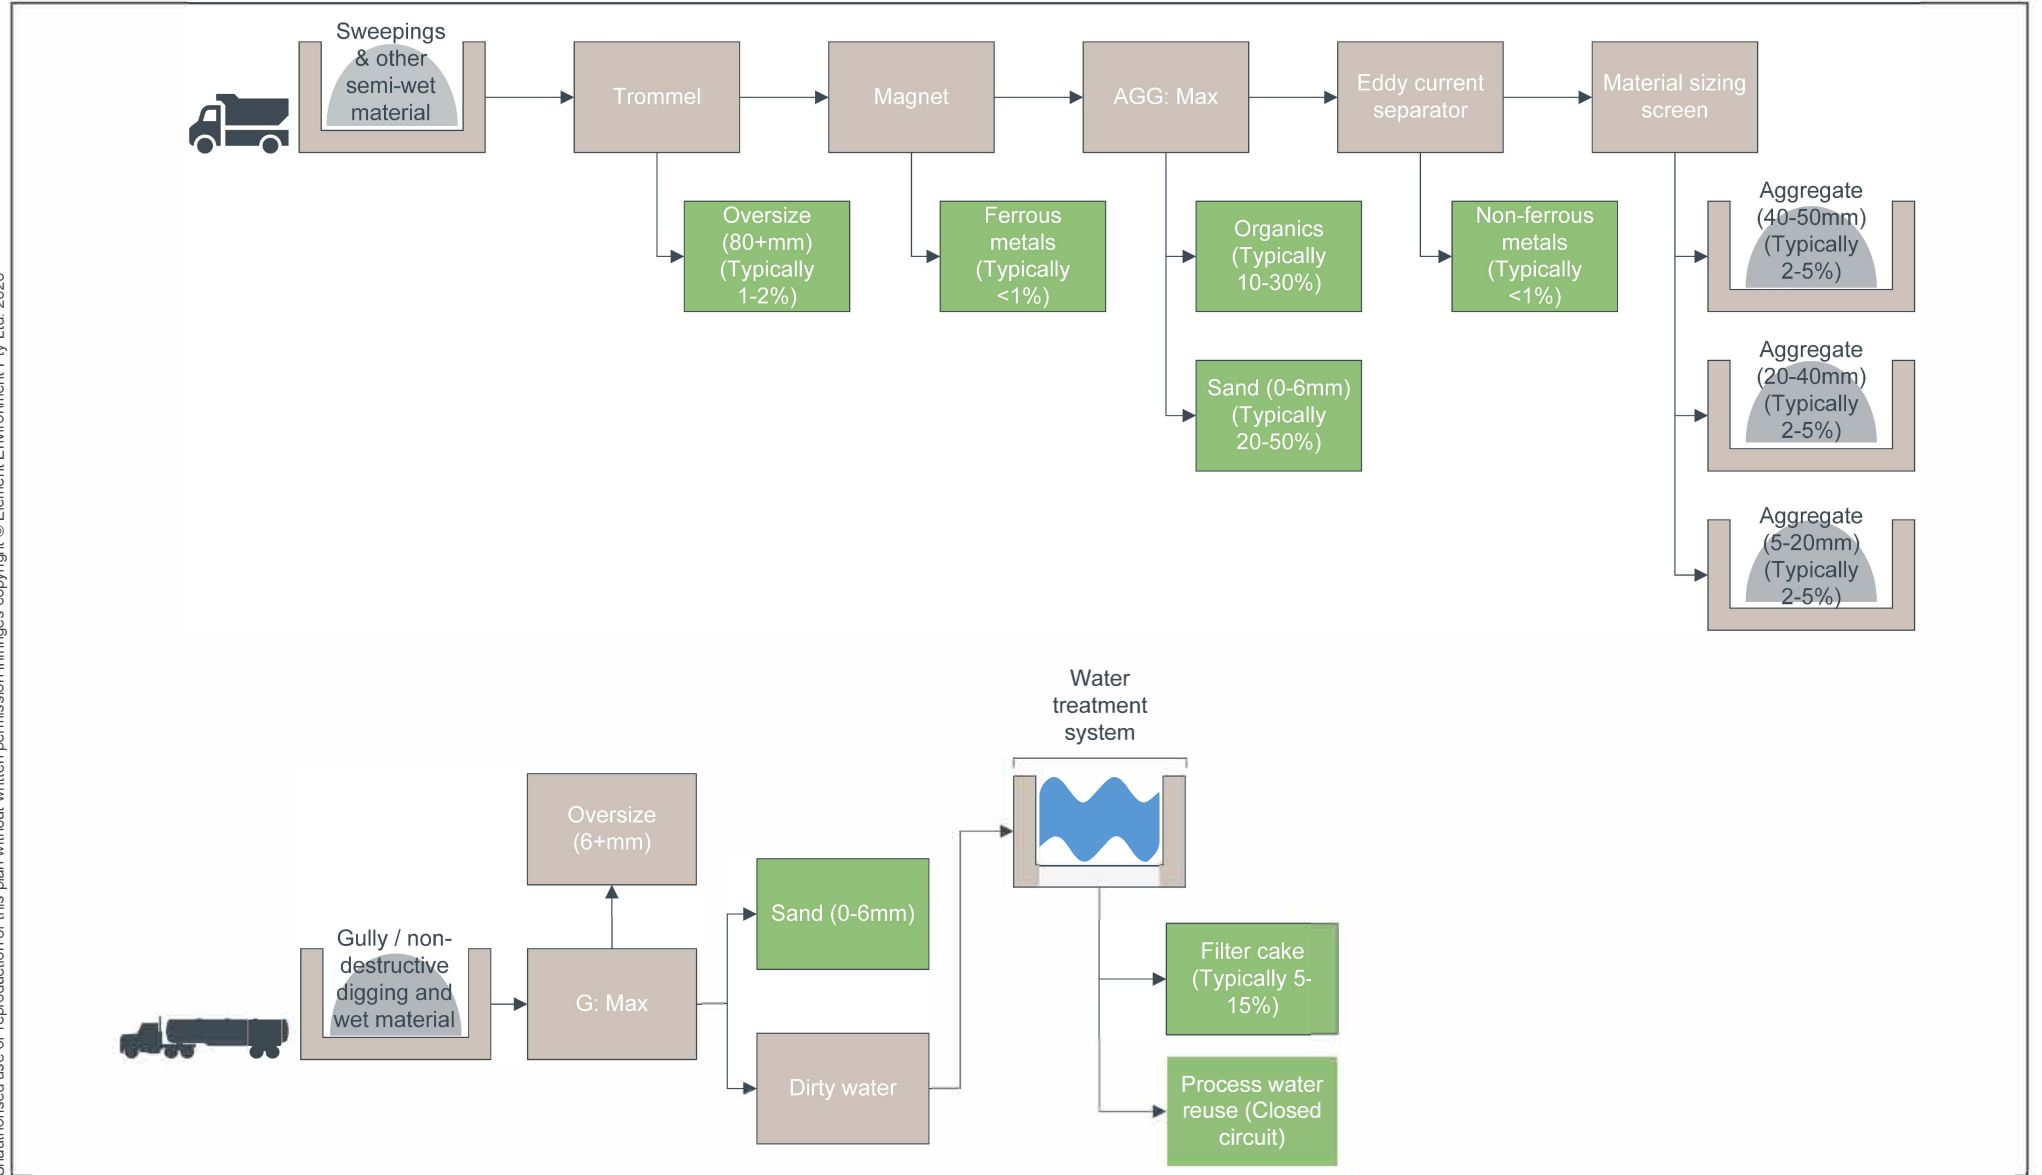 Sweepings
& other
semi-wet
material
Trommel
Magnet
AGG: Max
Eddy current
separator
Material sizing
screen
Oversize
(80+mm)
(Typically
1-2%)
Ferrous
metals
(Typically
<1%)
Organics
(Typically
10-30%)
Non-ferrous
metals
(Typically
<1%)
Aggregate
(40-50mm)
(Typically
2-5%)
Sand (0-6mm)
(Typically
20-50%)
Aggregate
(20-40mm)
(Typically
2-5%)
Aggregate
(5-20mm)
(Typically
2-5%)
Water
treatment
system
Oversize
(6+mm)
Sand (0-6mm)
Gully / non-
destructive
digging and
wet material
G: Max
Filter cake
(Typically 5-
15%)
Dirty water
Process water
reuse (Closed
circuit)